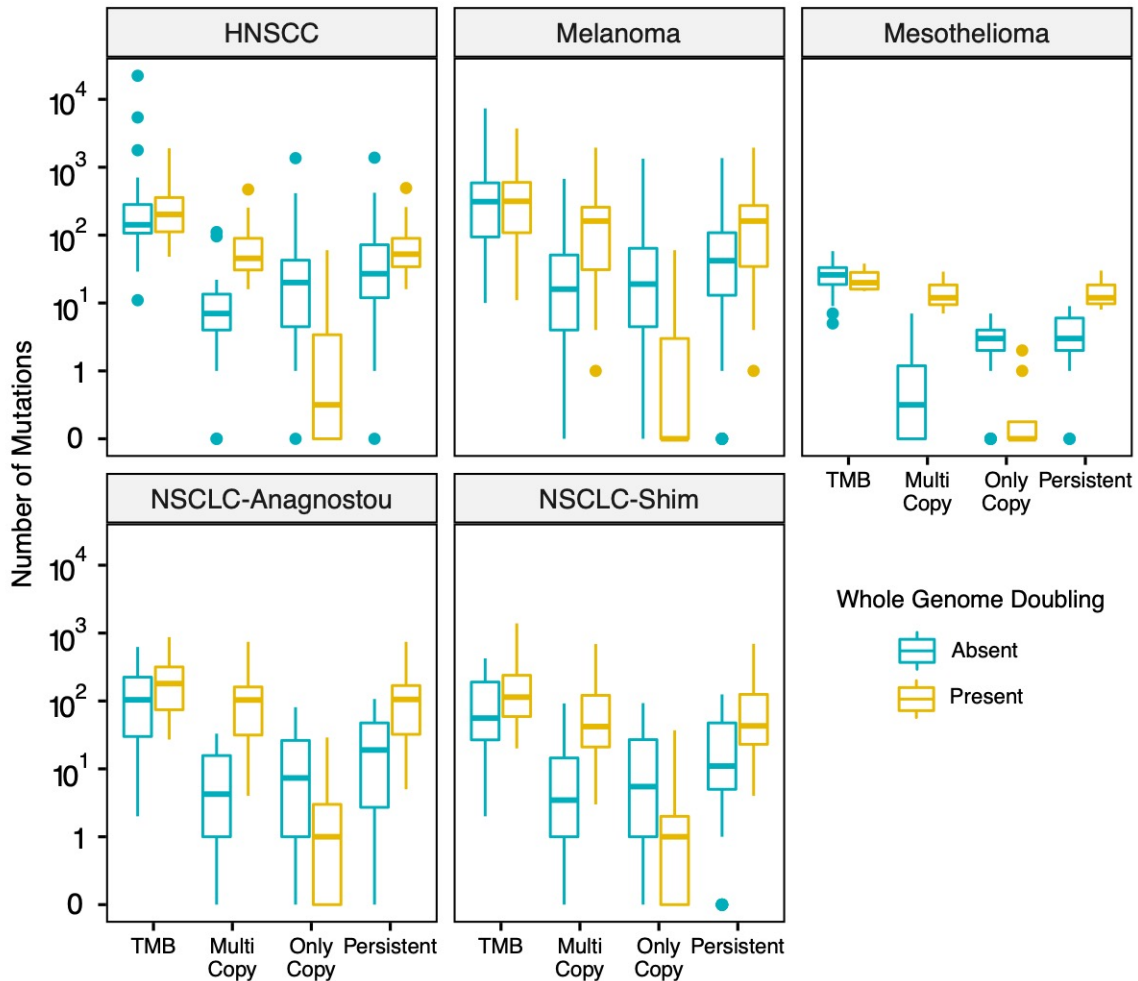 HNSCC
Melanoma
Mesothelioma
Number of Mutations
10^4
10^3
10^2
10^1
1
0
TMB
Multi
Copy
Only
Copy
Persistent
NSCLC-Anagnostou
NSCLC-Shim
10^4
10^3
10^2
10^1
1
0
TMB
Multi
Copy
Only
Copy
Persistent
TMB
Multi
Copy
Only
Copy
Persistent
Whole Genome Doubling
Absent
Present